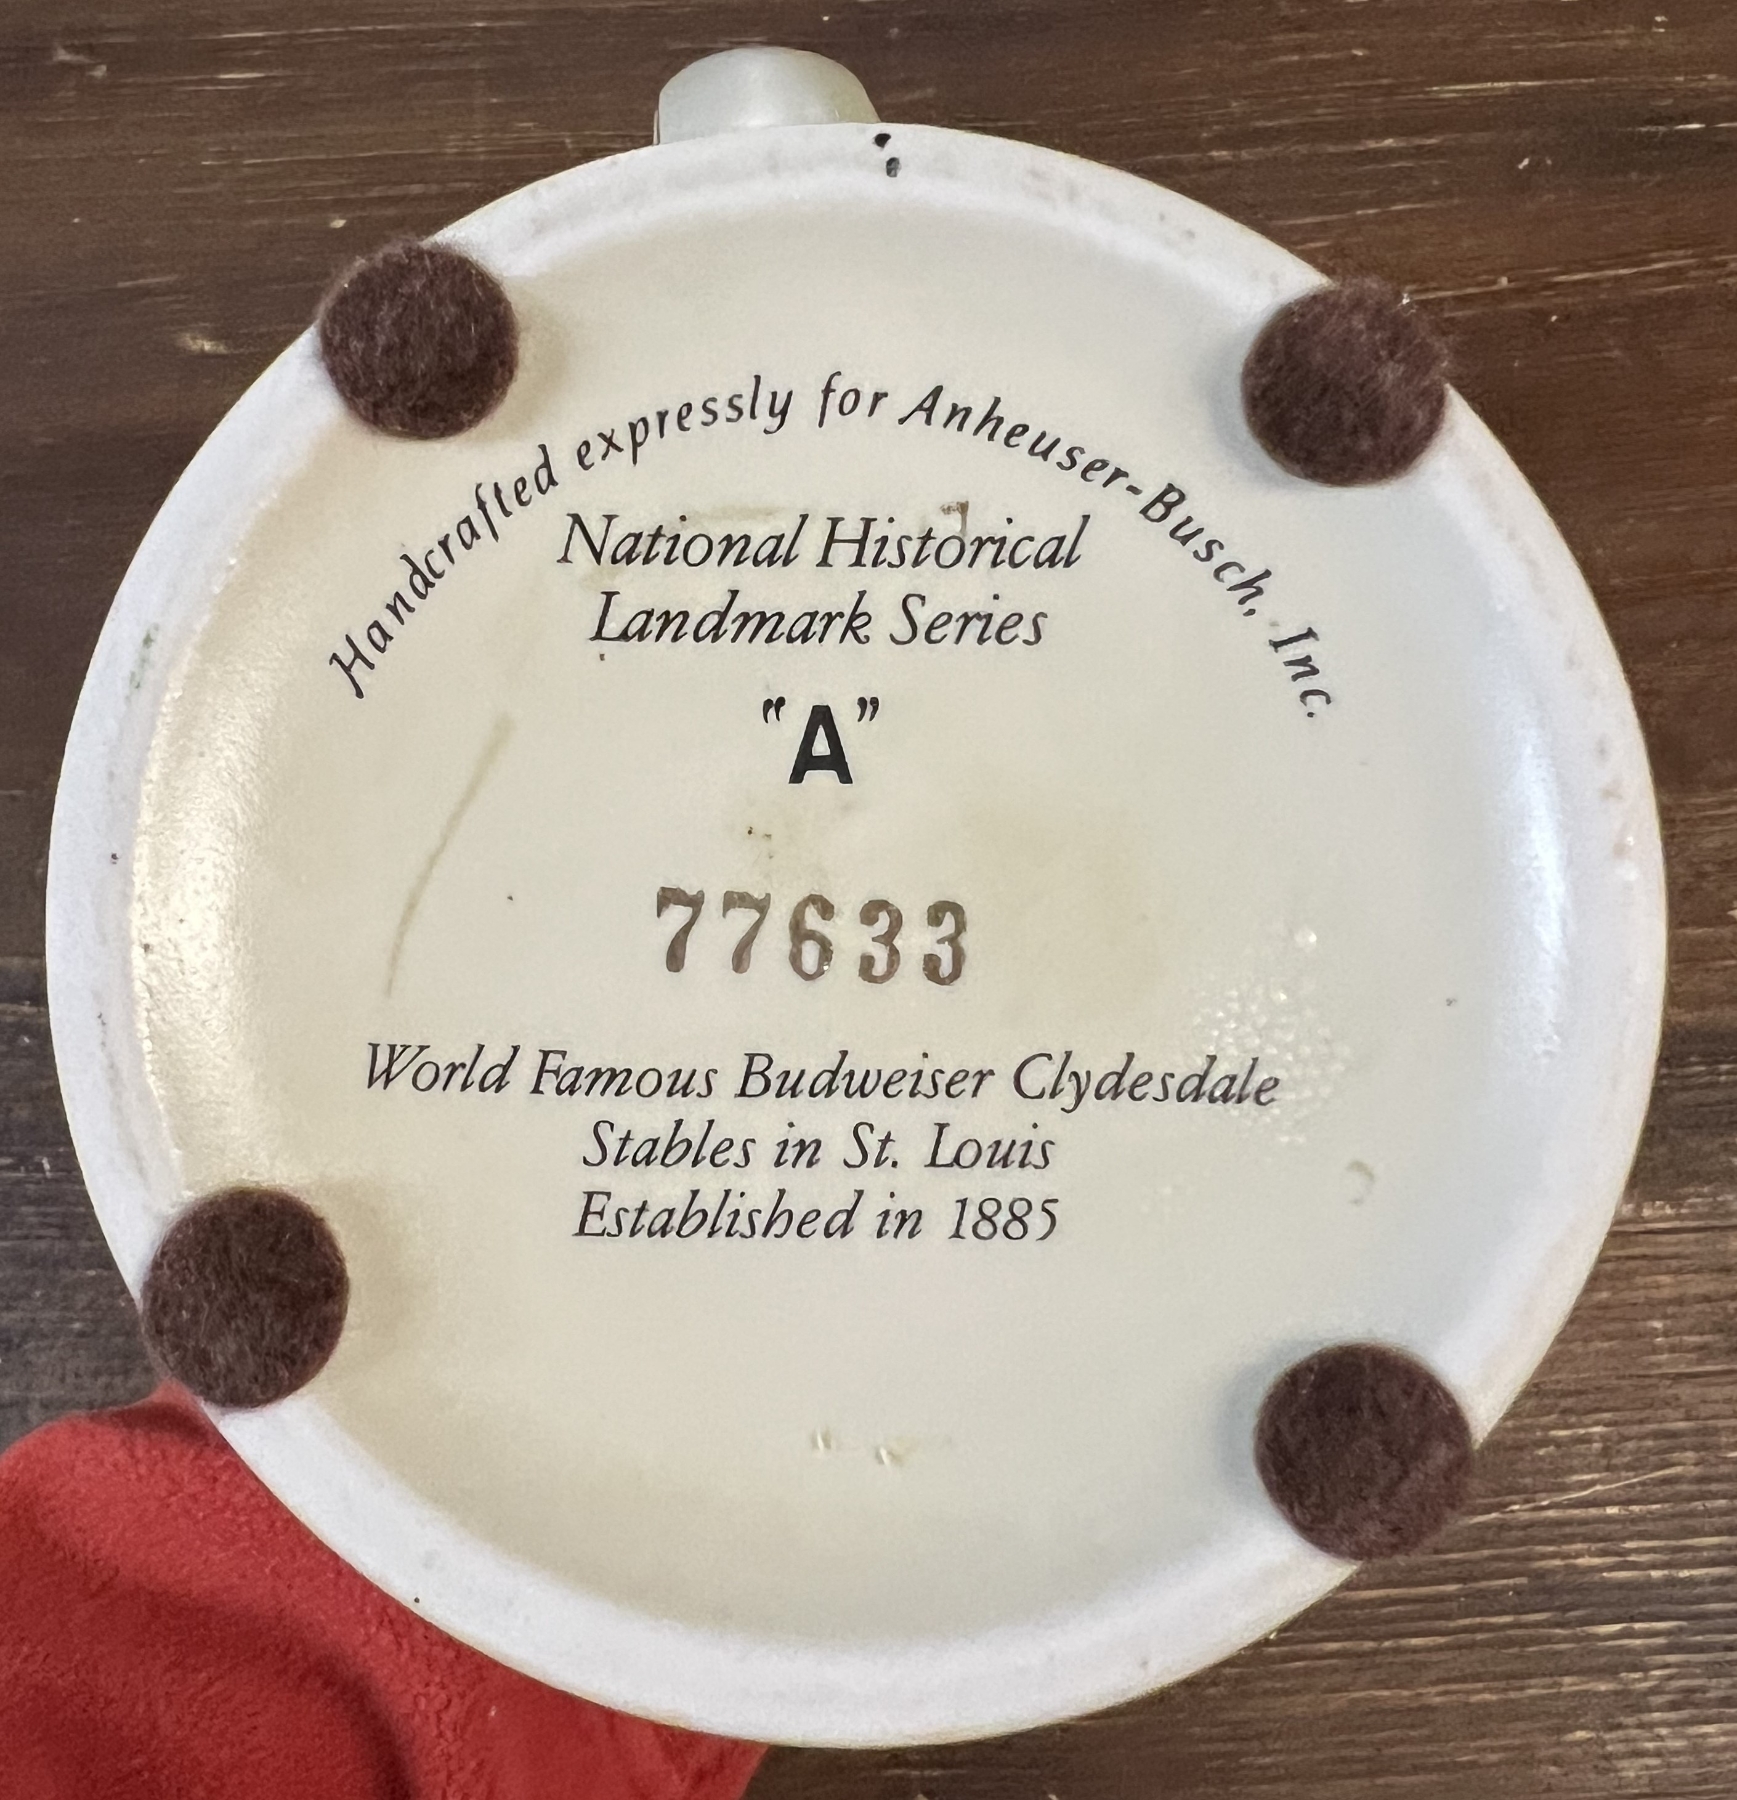 Handcrafted expressly for Anheuser-Busch, Inc.
National Historical
Landmark Series
"A"
77633
World Famous Budweiser Clydesdale
Stables in St. Louis
Established in 1885